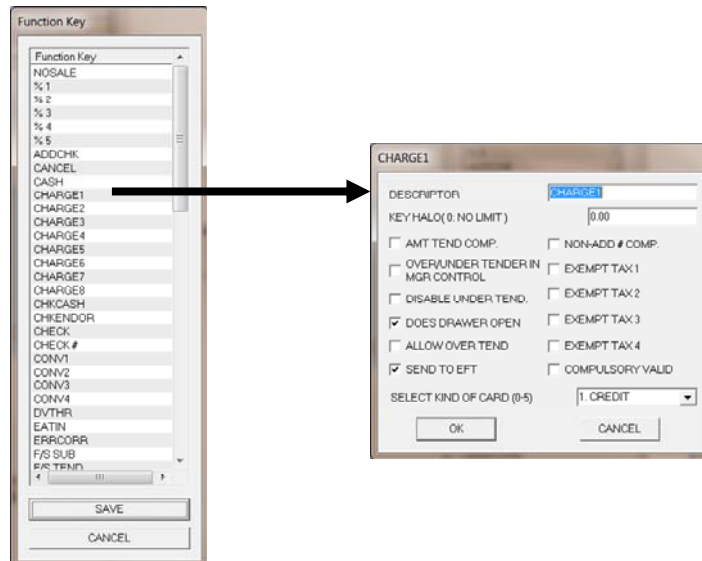 Function Key
Function Key
NOSALE
% 1
% 2
% 3
% 4
% 5
ADDCHK
CANCEL
CASH
CHARGE1
CHARGE2
CHARGE3
CHARGE4
CHARGE5
CHARGE6
CHARGE7
CHARGE8
CHKCASH
CHKENDOR
CHECK
CHECK #
CONV1
CONV2
CONV3
CONV4
DVTHR
EATIN
ERRCORR
F/S SUB
F/S TEND
SAVE
CANCEL
CHARGE1
DESCRIPTOR CHARGE1
KEY HALO( 0: NO LIMIT ) 0.00
AMT TEND COMP. NON-ADD # COMP.
OVER/UNDER TENDER IN
MGR CONTROL EXEMPT TAX 1
DISABLE UNDER TEND. EXEMPT TAX 2
DOES DRAWER OPEN EXEMPT TAX 3
ALLOW OVER TEND EXEMPT TAX 4
SEND TO EFT COMPULSORY VALID
SELECT KIND OF CARD (0-5) 1. CREDIT
OK CANCEL